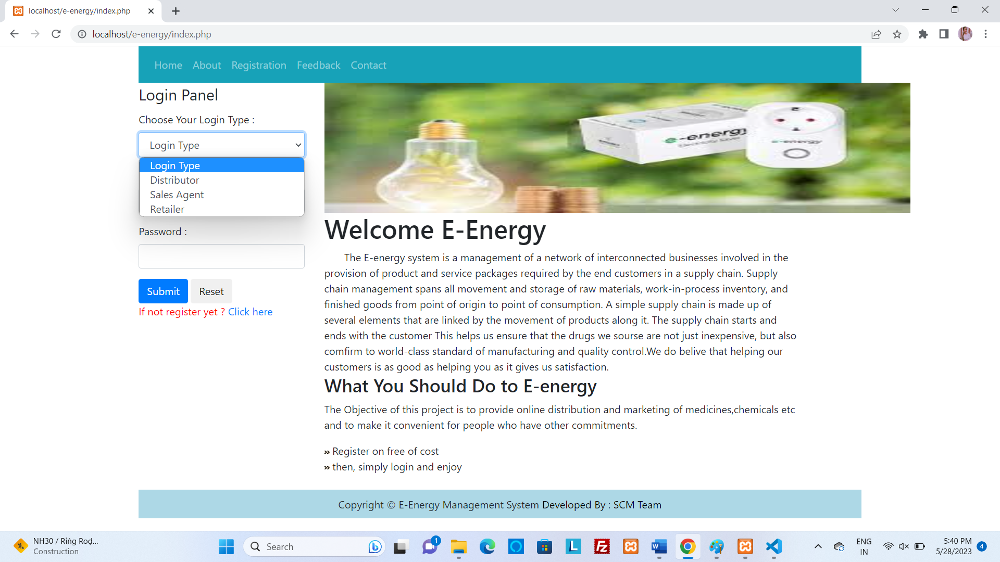 localhost/e-energy/index.php
localhost/e-energy/index.php
Home About Registration Feedback Contact
Login Panel
Choose Your Login Type :
Login Type
Login Type
Distributor
Sales Agent
Retailer
Password :
Submit Reset
If not register yet ? Click here
e-energy
Electricity Saver
e-energy
Welcome E-Energy
The E-energy system is a management of a network of interconnected businesses involved in the
provision of product and service packages required by the end customers in a supply chain. Supply
chain management spans all movement and storage of raw materials, work-in-process inventory, and
finished goods from point of origin to point of consumption. A simple supply chain is made up of
several elements that are linked by the movement of products along it. The supply chain starts and
ends with the customer This helps us ensure that the drugs we sourse are not just inexpensive, but also
comfirm to world-class standard of manufacturing and quality control.We do belive that helping our
customers is as good as helping you as it gives us satisfaction.
What You Should Do to E-energy
The Objective of this project is to provide online distribution and marketing of medicines,chemicals etc
and to make it convenient for people who have other commitments.
» Register on free of cost
» then, simply login and enjoy
Copyright © E-Energy Management System Developed By : SCM Team
NH30 / Riṅg Roḍ...
Construction
Search
1
ENG
IN
5:40 PM
5/28/2023
4